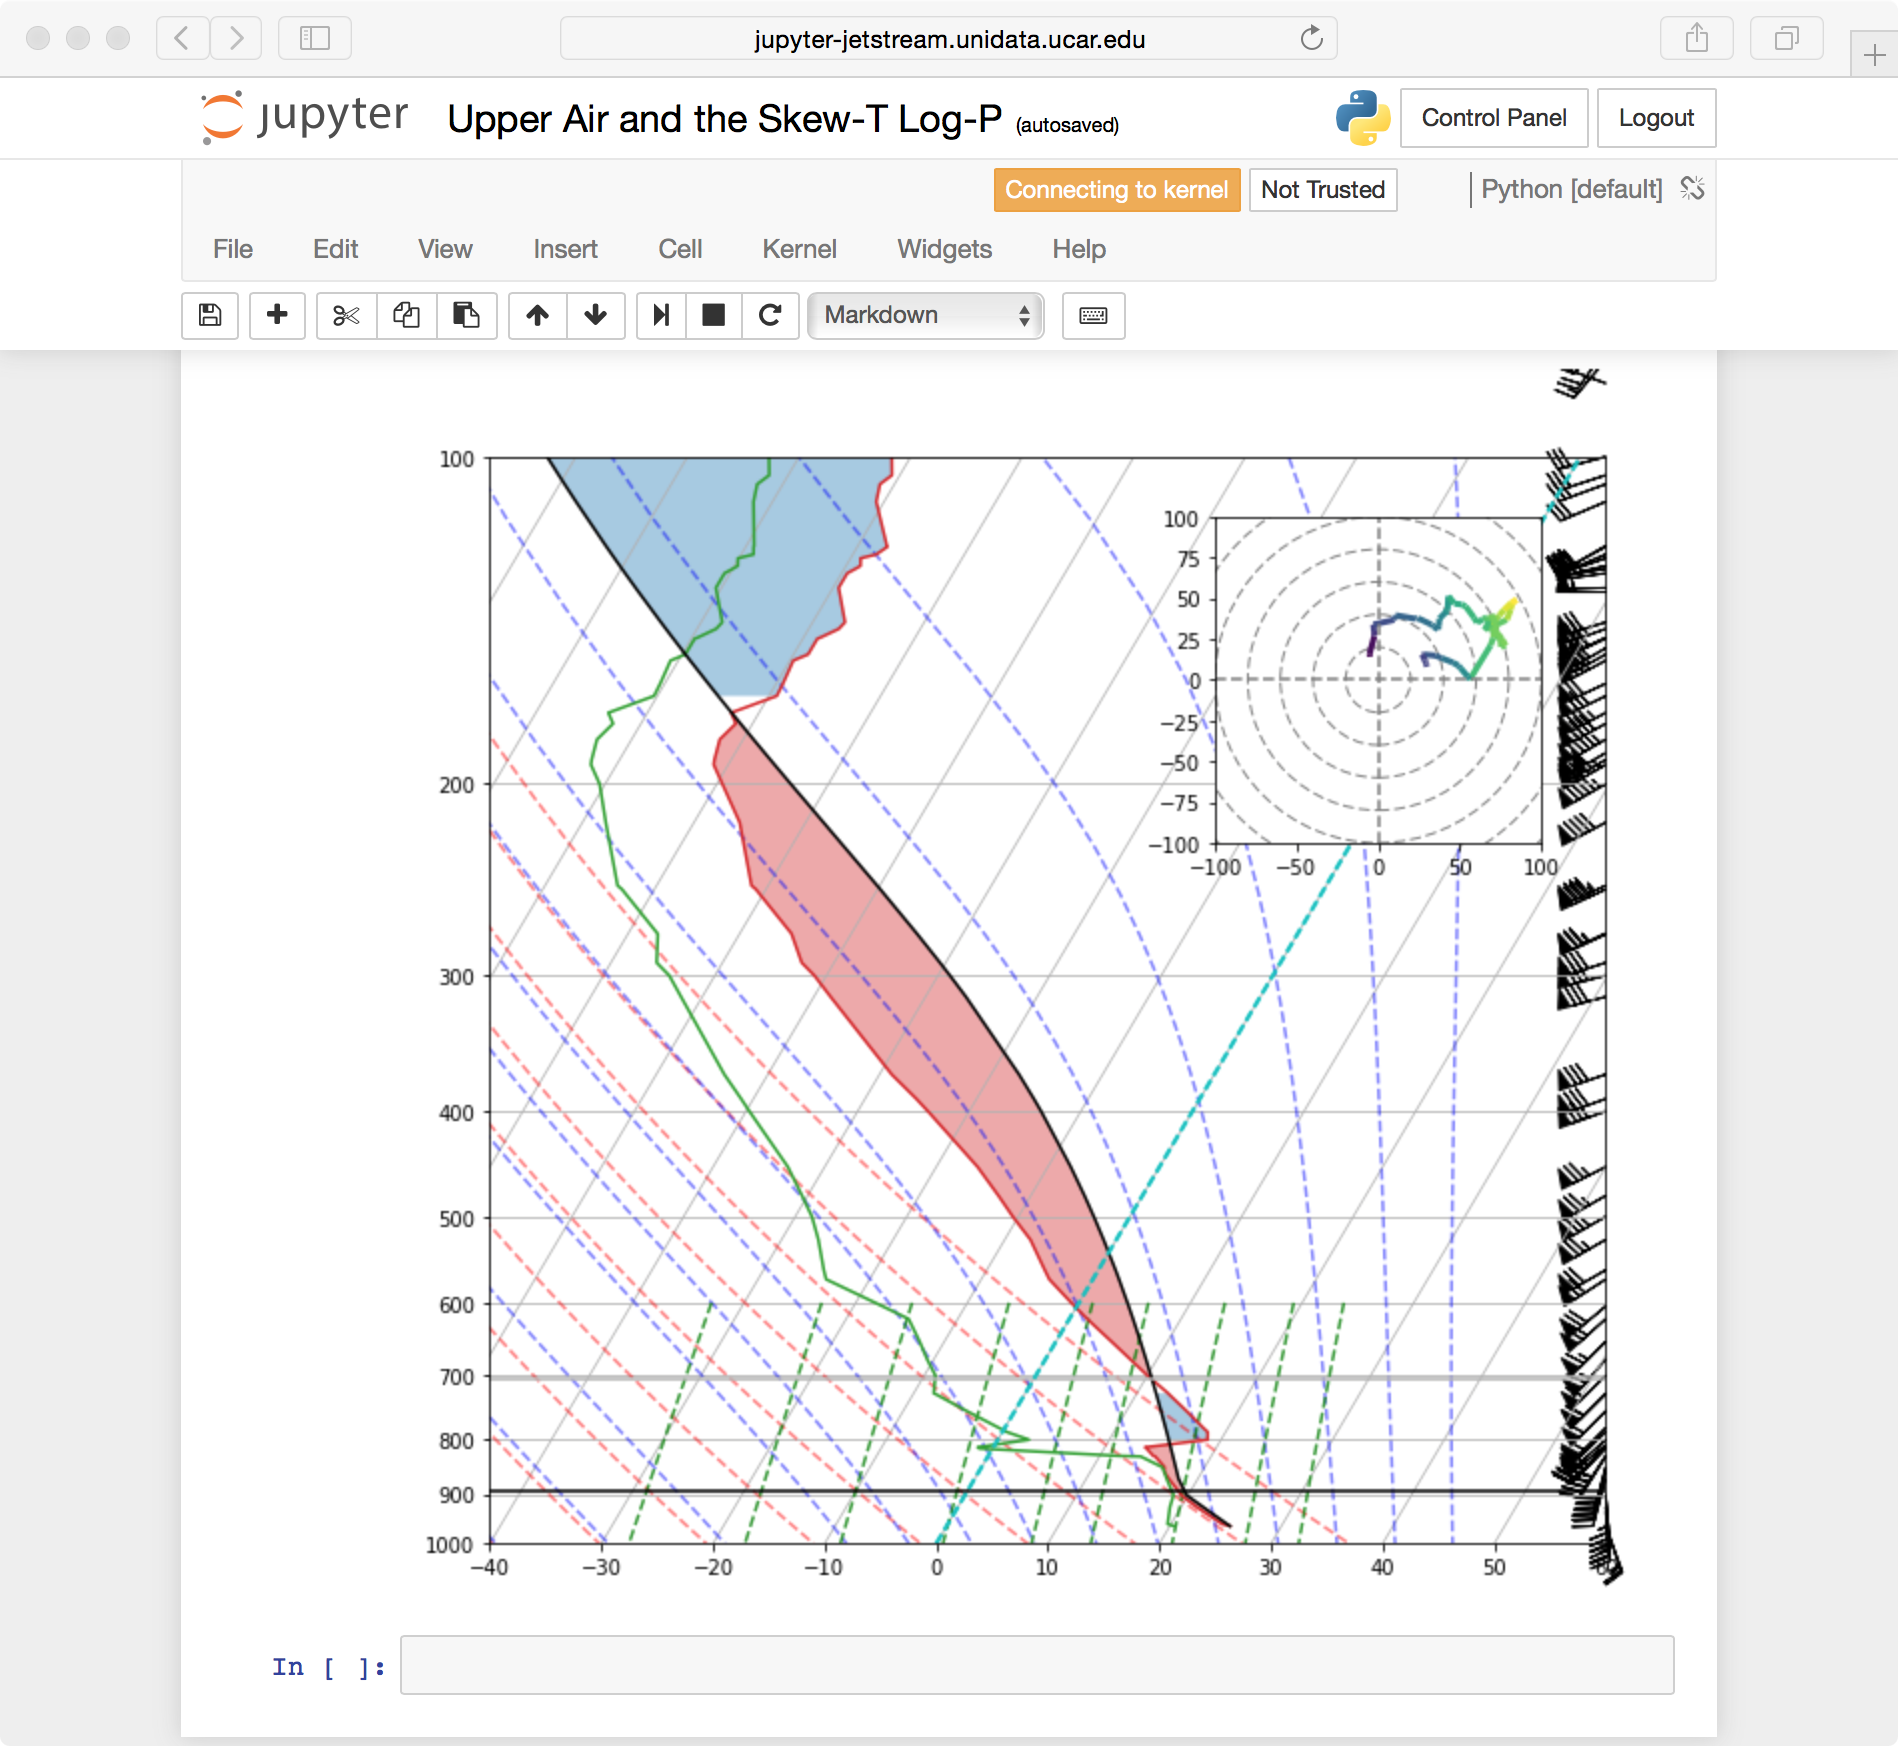 jupyter-jetstream.unidata.ucar.edu
jupyter Upper Air and the Skew-T Log-P (autosaved) Control Panel Logout
Connecting to kernel Not Trusted Python [default]
File Edit View Insert Cell Kernel Widgets Help
Markdown
100
200
300
400
500
600
700
800
900
1000
−40 −30 −20 −10 0 10 20 30 40 50
100
75
50
25
0
−25
−50
−75
−100
−100 −50 0 50 100
In [ ]: